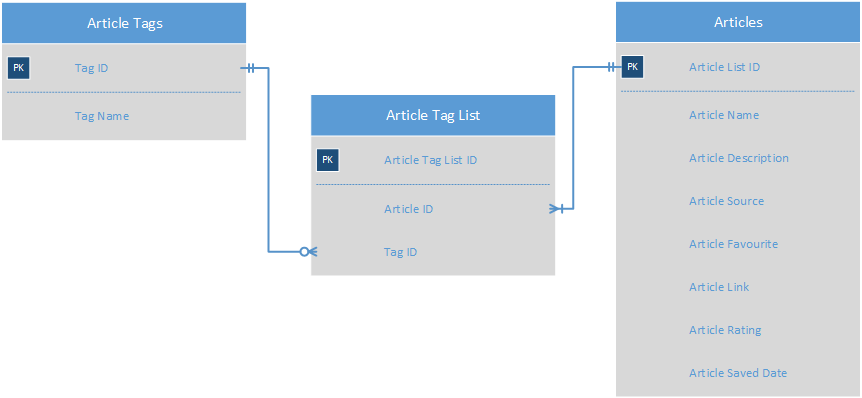 Article Tags
PK Tag ID
Tag Name
Article Tag List
PK Article Tag List ID
Article ID
Tag ID
Articles
PK Article List ID
Article Name
Article Description
Article Source
Article Favourite
Article Link
Article Rating
Article Saved Date